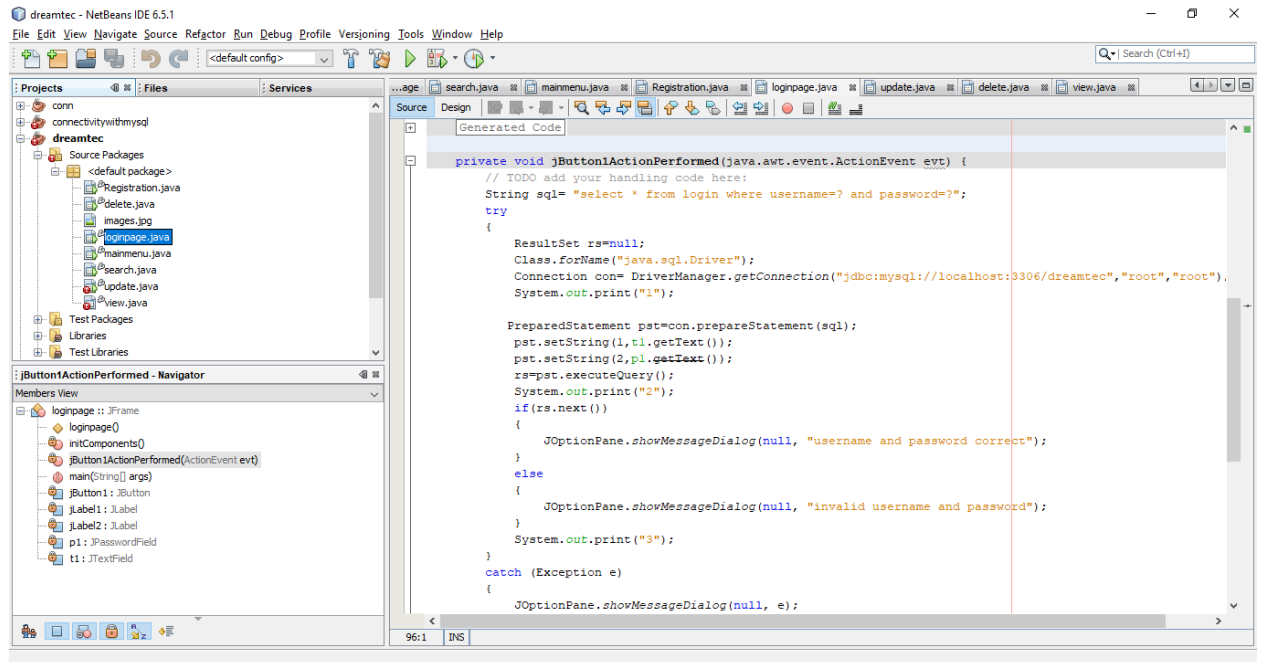 dreamtec - NetBeans IDE 6.5.1
File Edit View Navigate Source Refactor Run Debug Profile Versioning Tools Window Help
<default config>
Search (Ctrl+I)
Projects Files Services
conn
connectivitywithmysql
dreamtec
Source Packages
<default package>
Registration.java
delete.java
images.jpg
loginpage.java
mainmenu.java
search.java
update.java
view.java
Test Packages
Libraries
Test Libraries
jButton1ActionPerformed - Navigator
Members View
loginpage :: JFrame
loginpage()
initComponents()
jButton1ActionPerformed(ActionEvent evt)
main(String[] args)
jButton1 : JButton
jLabel1 : JLabel
jLabel2 : JLabel
p1 : JPasswordField
t1 : JTextField
...age search.java mainmenu.java Registration.java loginpage.java update.java delete.java view.java
Source Design
Generated Code
private void jButton1ActionPerformed(java.awt.event.ActionEvent evt) {
// TODO add your handling code here:
String sql= "select * from login where username=? and password=?";
try
{
ResultSet rs=null;
Class.forName("java.sql.Driver");
Connection con= DriverManager.getConnection("jdbc:mysql://localhost:3306/dreamtec","root","root").
System.out.print("1");
PreparedStatement pst=con.prepareStatement(sql);
pst.setString(1,t1.getText());
pst.setString(2,p1.getText());
rs=pst.executeQuery();
System.out.print("2");
if(rs.next())
{
JOptionPane.showMessageDialog(null, "username and password correct");
}
else
{
JOptionPane.showMessageDialog(null, "invalid username and password");
}
System.out.print("3");
}
catch (Exception e)
{
JOptionPane.showMessageDialog(null, e);
96:1 INS